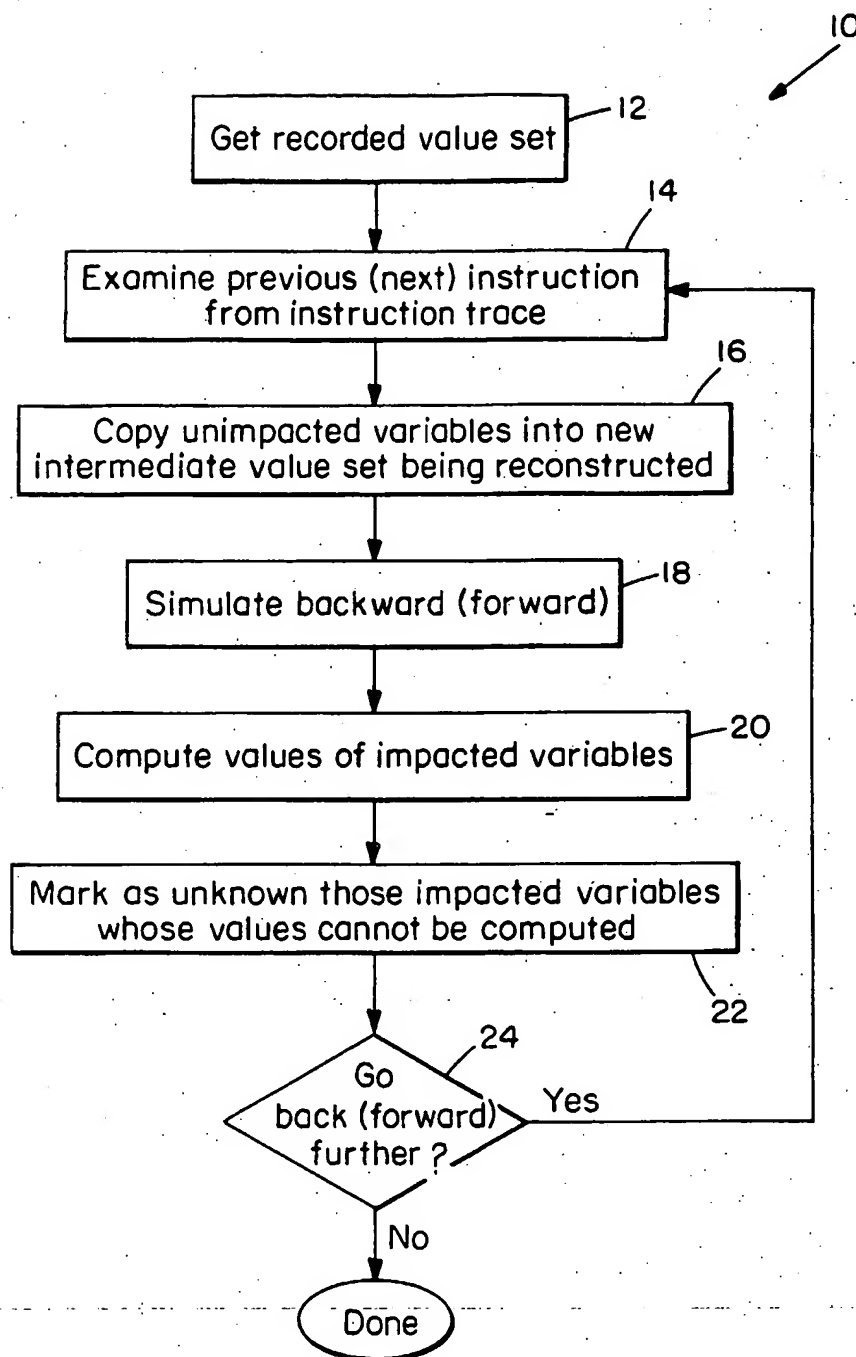 10
Get recorded value set
12
14
Examine previous (next) instruction
from instruction trace
16
Copy unimpacted variables into new
intermediate value set being reconstructed
Simulate backward (forward)
18
Compute values of impacted variables
20
Mark as unknown those impacted variables
whose values cannot be computed
22
24
Go
back (forward)
further ?
Yes
No
Done